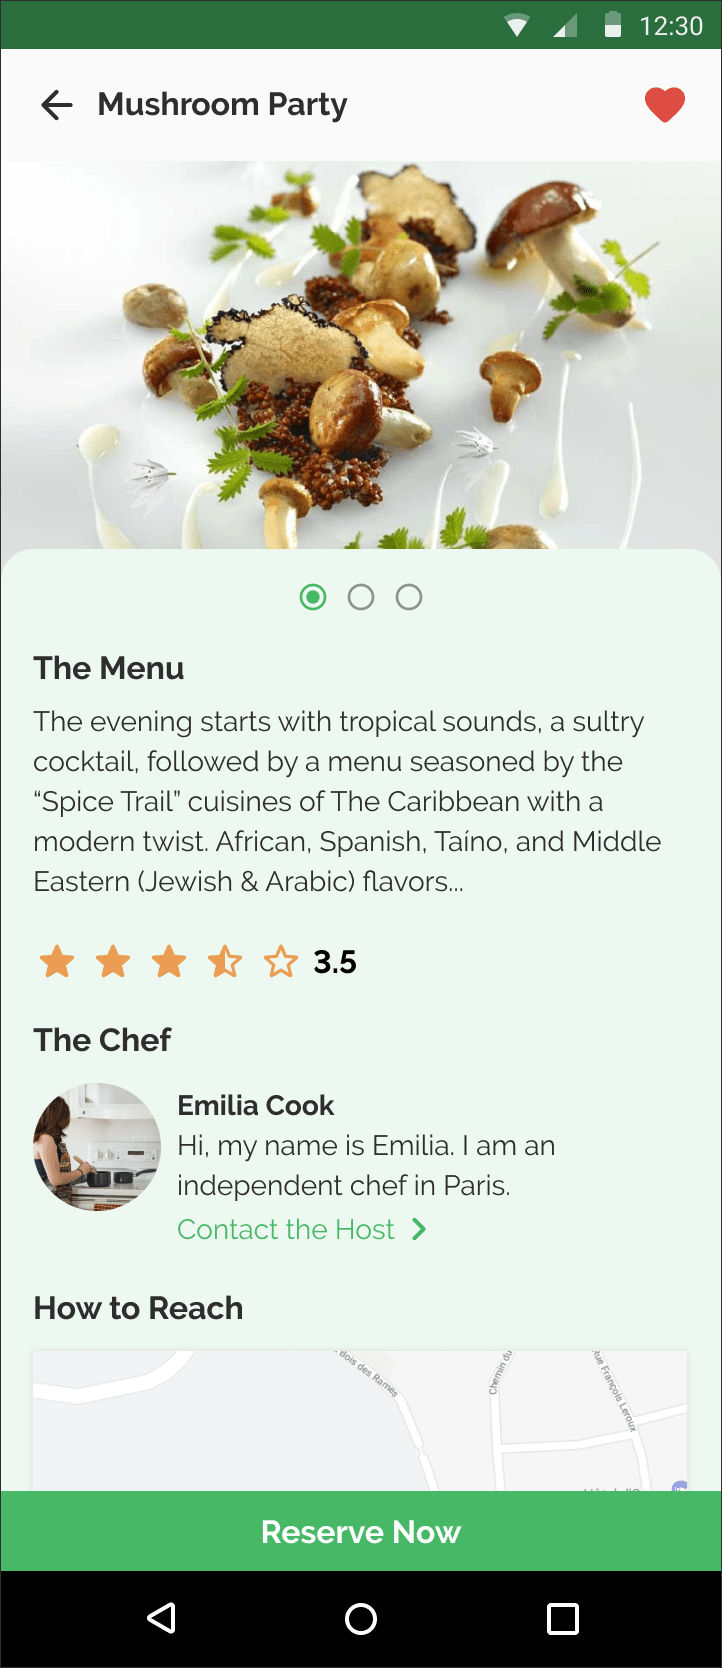 12:30
Mushroom Party
The Menu
The evening starts with tropical sounds, a sultry
cocktail, followed by a menu seasoned by the
“Spice Trail” cuisines of The Caribbean with a
modern twist. African, Spanish, Taíno, and Middle
Eastern (Jewish & Arabic) flavors...
3.5
The Chef
Emilia Cook
Hi, my name is Emilia. I am an
independent chef in Paris.
Contact the Host
How to Reach
Bois des Ramés
Chemin du
Rue François Leroux
Reserve Now